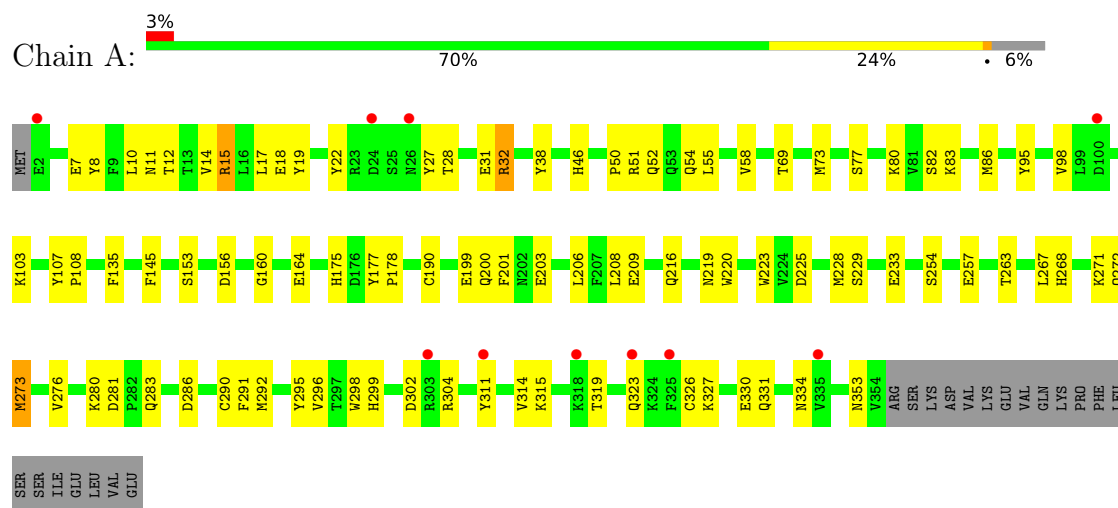 3%
Chain A:
70% 24% • 6%
MET E2 E7 Y8 F9 L10 N11 T12 T13 V14 R15 L16 L17 E18 Y19 Y22 R23 D24 S25 N26 Y27 T28 E31 R32 Y38 H46 P50 R51 Q52 Q53 Q54 L55 V58 T69 M73 S77 K80 V81 S82 K83 M86 Y95 V98 L99 D100
K103 Y107 P108 F135 F145 S153 D156 G160 E164 H175 D176 Y177 P178 C190 E199 Q200 F201 N202 E203 L206 F207 L208 E209 Q216 N219 W220 W223 V224 D225 M228 S229 E233 S254 E257 T263 L267 H268 K271
M273 V276 K280 D281 P282 Q283 D286 C290 F291 M292 Y295 V296 T297 W298 H299 D302 R303 R304 Y311 V314 K315 K318 T319 Q323 K324 F325 C326 K327 E330 Q331 N334 V335 N353 V354 ARG SER LYS ASP VAL LYS GLU VAL GLN LYS PRO PHE
SER SER ILE GLU LEU VAL GLU